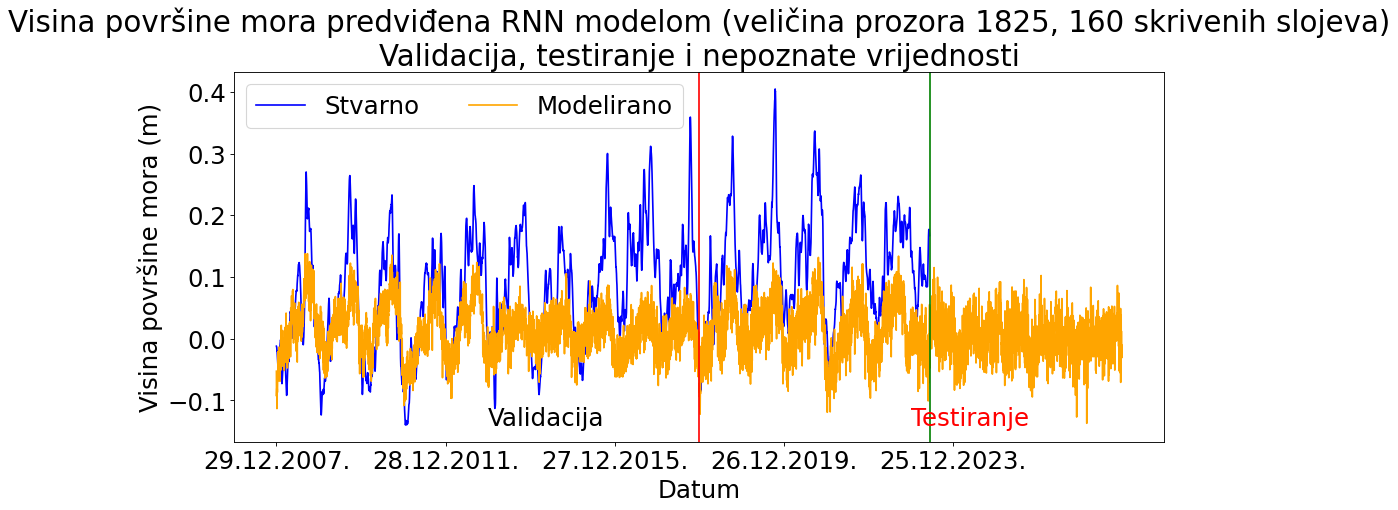 Visina površine mora predviđena RNN modelom (veličina prozora 1825, 160 skrivenih slojeva)
Validacija, testiranje i nepoznate vrijednosti
Stvarno
Modelirano
Visina površine mora (m)
0.4
0.3
0.2
0.1
0.0
−0.1
Validacija
Testiranje
29.12.2007.
28.12.2011.
27.12.2015.
26.12.2019.
25.12.2023.
Datum